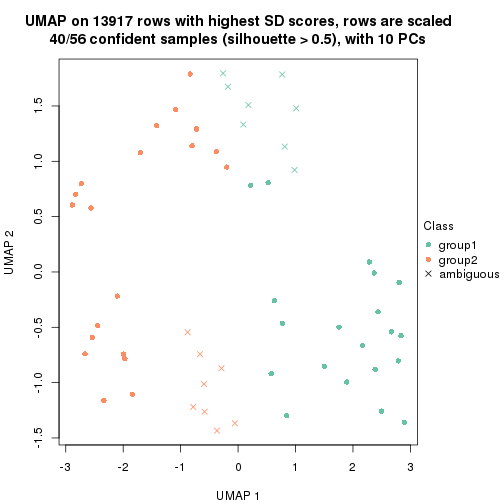 UMAP on 13917 rows with highest SD scores, rows are scaled
40/56 confident samples (silhouette > 0.5), with 10 PCs
UMAP 2
1.5
1.0
0.5
0.0
-0.5
-1.0
-1.5
-3
-2
-1
0
1
2
3
UMAP 1
Class
group1
group2
ambiguous